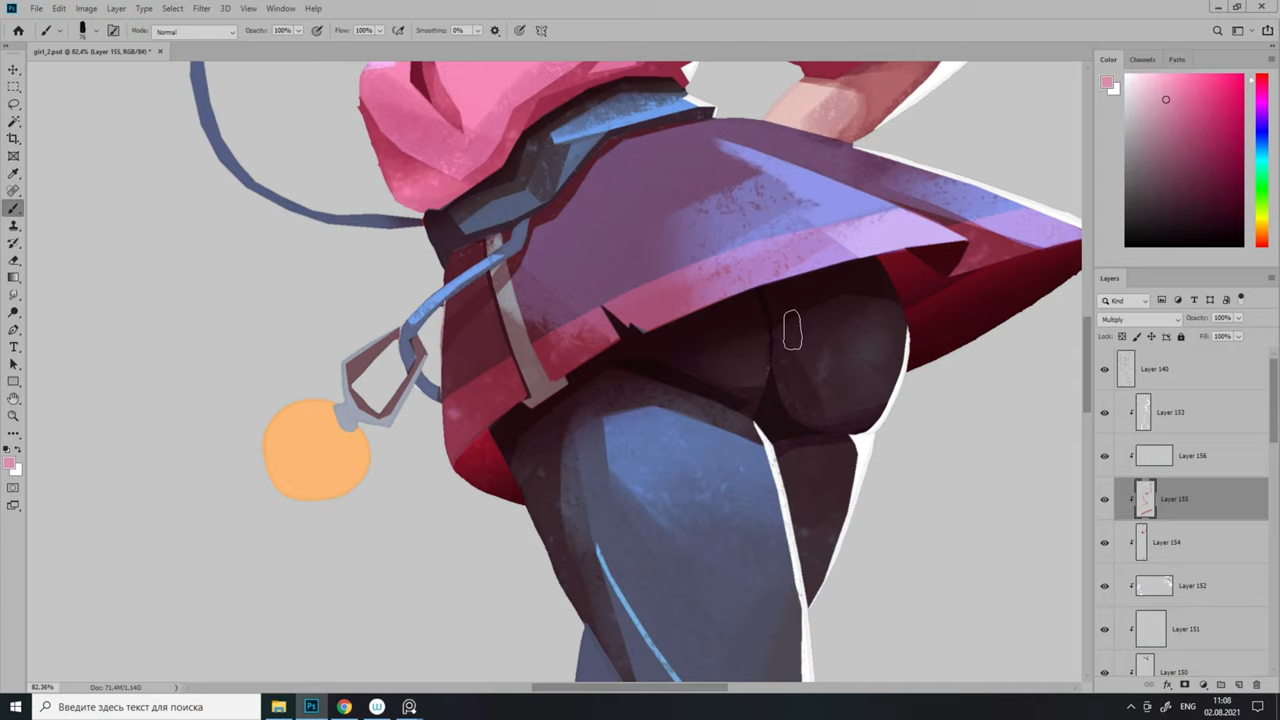 File Edit Image Layer Type Select Filter 3D View Window Help
76 Mode: Normal Opacity: 100% Flow: 100% Smoothing: 0%
girl_2.psd @ 82,4% (Layer 155, RGB/8#) *
Color Channels Paths
Layers
Kind
Multiply Opacity: 100%
Lock: Fill: 100%
Layer 140
Layer 153
Layer 156
Layer 155
Layer 154
Layer 152
Layer 151
Layer 150
82,36% Doc: 71,4M/1,14G
Введите здесь текст для поиска
ENG
11:08
02.08.2021